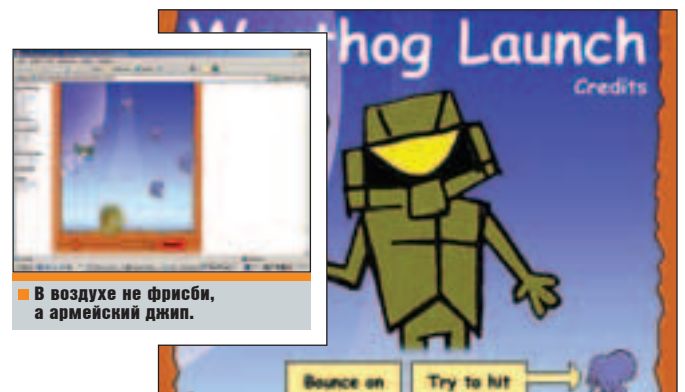 hog Launch
Credits
В воздухе не фрисби,
а армейский джип.
Bounce on
Try to hit